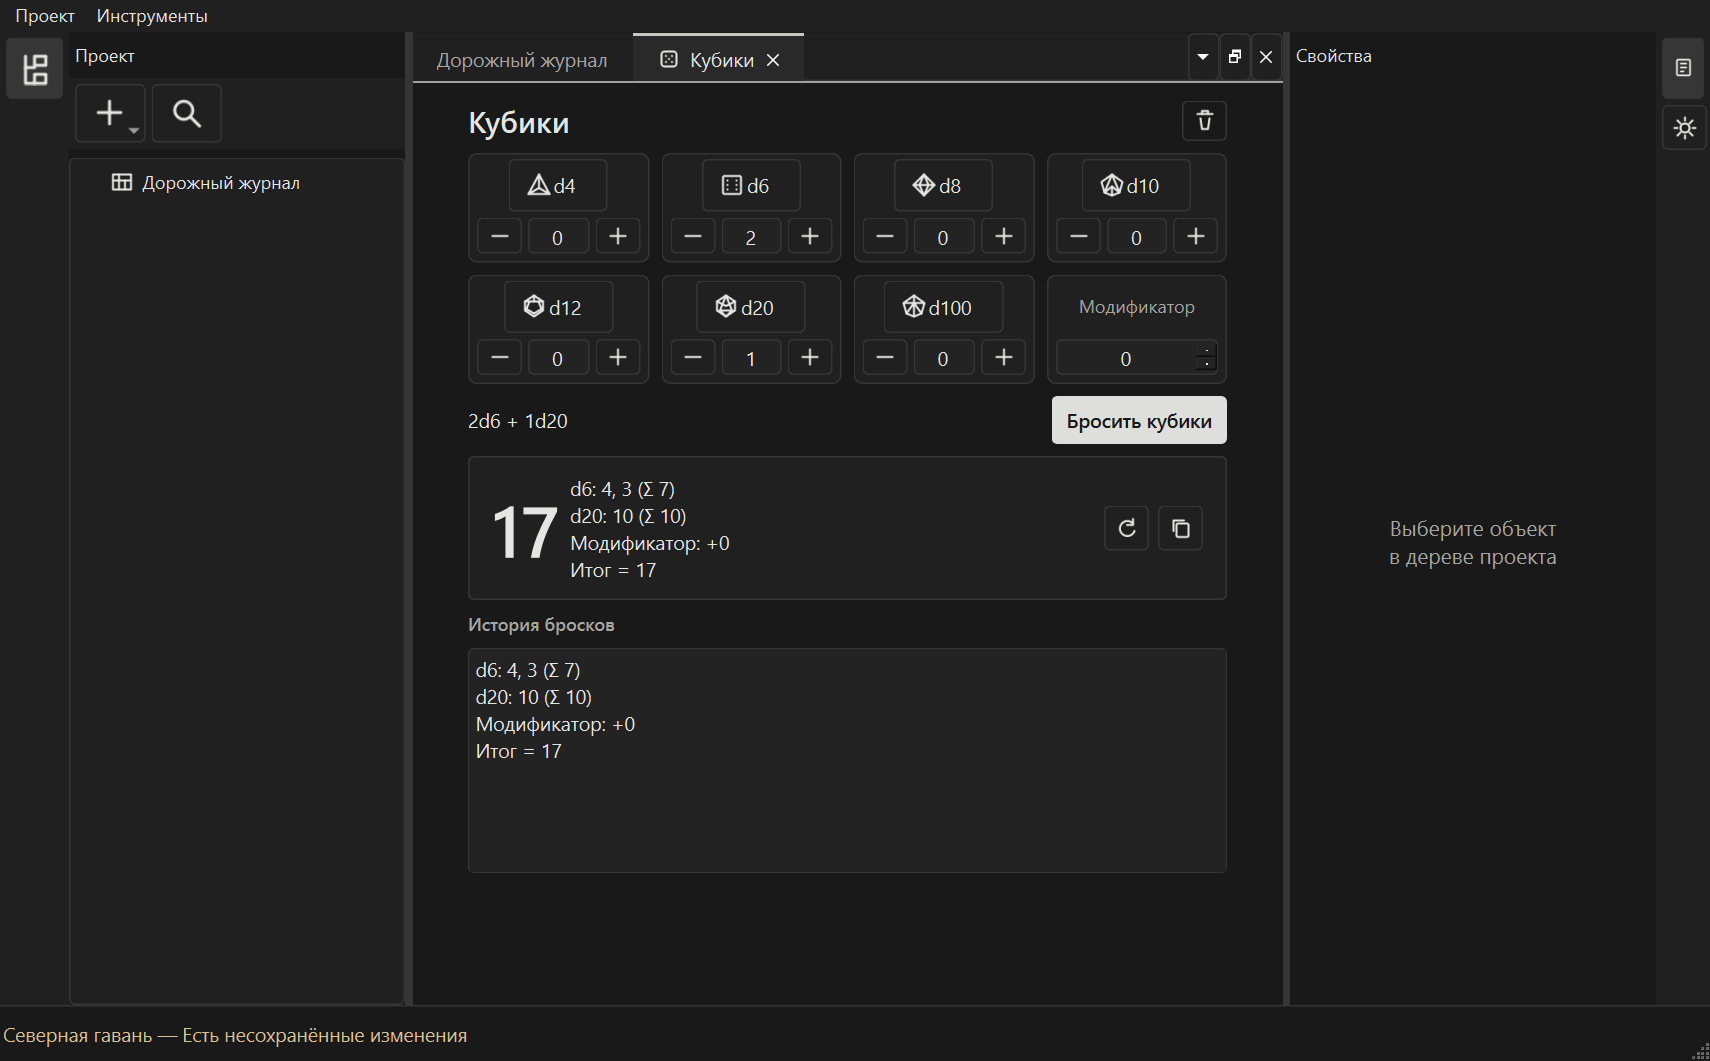 Проект Инструменты
Проект
Дорожный журнал
Дорожный журнал Кубики
Кубики
d4 d6 d8 d10
0 2 0 0
d12 d20 d100 Модификатор
0 1 0 0
2d6 + 1d20 Бросить кубики
17
d6: 4, 3 (Σ 7)
d20: 10 (Σ 10)
Модификатор: +0
Итог = 17
История бросков
d6: 4, 3 (Σ 7)
d20: 10 (Σ 10)
Модификатор: +0
Итог = 17
Свойства
Выберите объект
в дереве проекта
Северная гавань — Есть несохранённые изменения